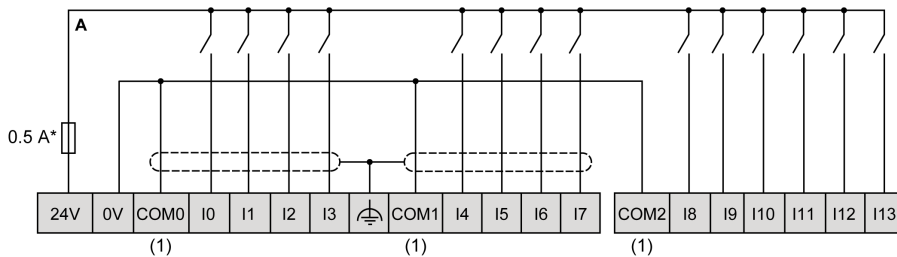 A
0.5 A*
24V 0V COM0 I0 I1 I2 I3 COM1 I4 I5 I6 I7 COM2 I8 I9 I10 I11 I12 I13
(1) (1) (1)